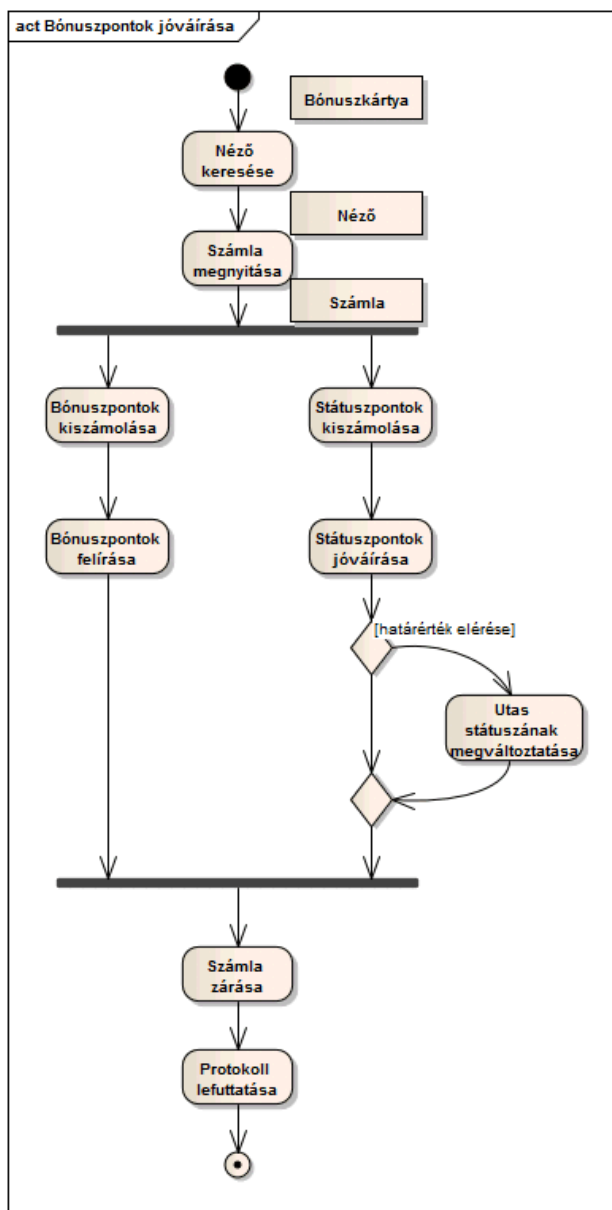 act Bónuszpontok jóváírása
Bónuszkártya
Néző
keresése
Néző
Számla
megnyitása
Számla
Bónuszpontok
kiszámolása
Státuszpontok
kiszámolása
Bónuszpontok
felírása
Státuszpontok
jóváírása
[határérték elérése]
Utas
státuszának
megváltoztatása
Számla
zárása
Protokoll
lefuttatása